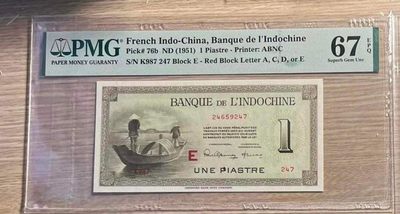 PMG
PAPER MONEY GUARANTY
French Indo-China, Banque de l'Indochine
Pick# 76b ND (1951) 1 Piastre - Printer: ABNC
S/N K987 247 Block E - Red Block Letter A, C, D, or E
67 EPQ
Superb Gem Unc
BANQUE DE L'INDOCHINE
24659247
1
E
247
UNE PIASTRE